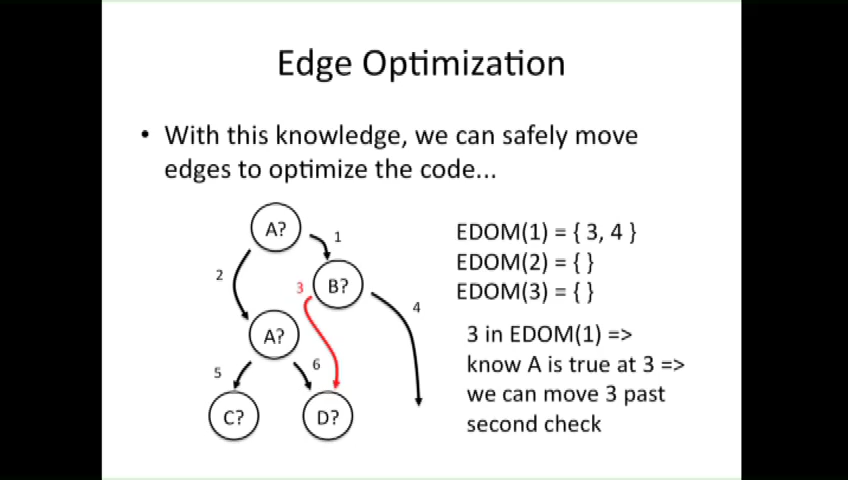 Edge Optimization
• With this knowledge, we can safely move
edges to optimize the code...
A?
1
2
3
B?
4
A?
5
6
C?
D?
EDOM(1) = { 3, 4 }
EDOM(2) = { }
EDOM(3) = { }
3 in EDOM(1) =>
know A is true at 3 =>
we can move 3 past
second check